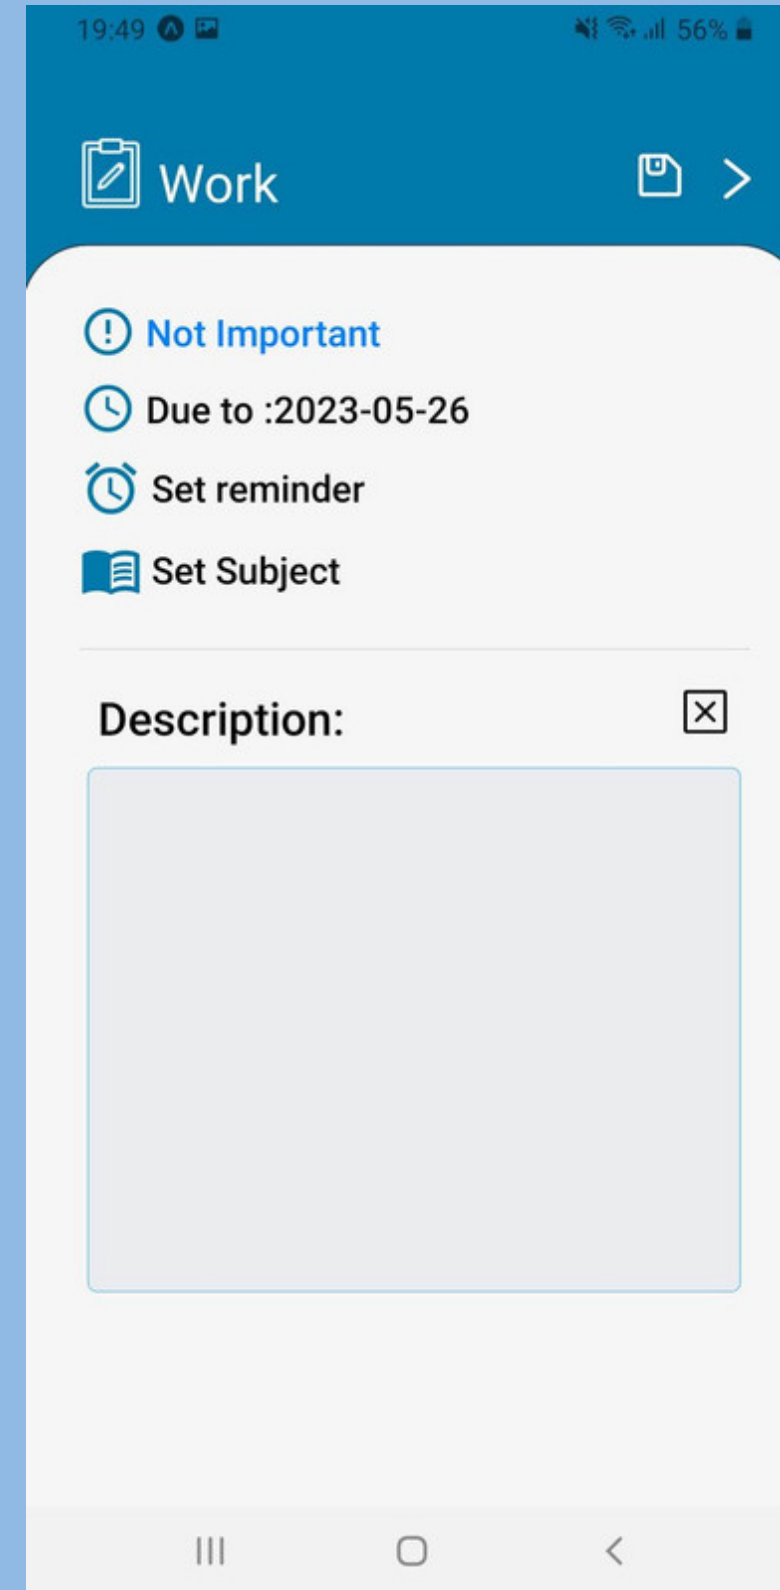 19:49 56%
Work
Not Important
Due to :2023-05-26
Set reminder
Set Subject
Description: